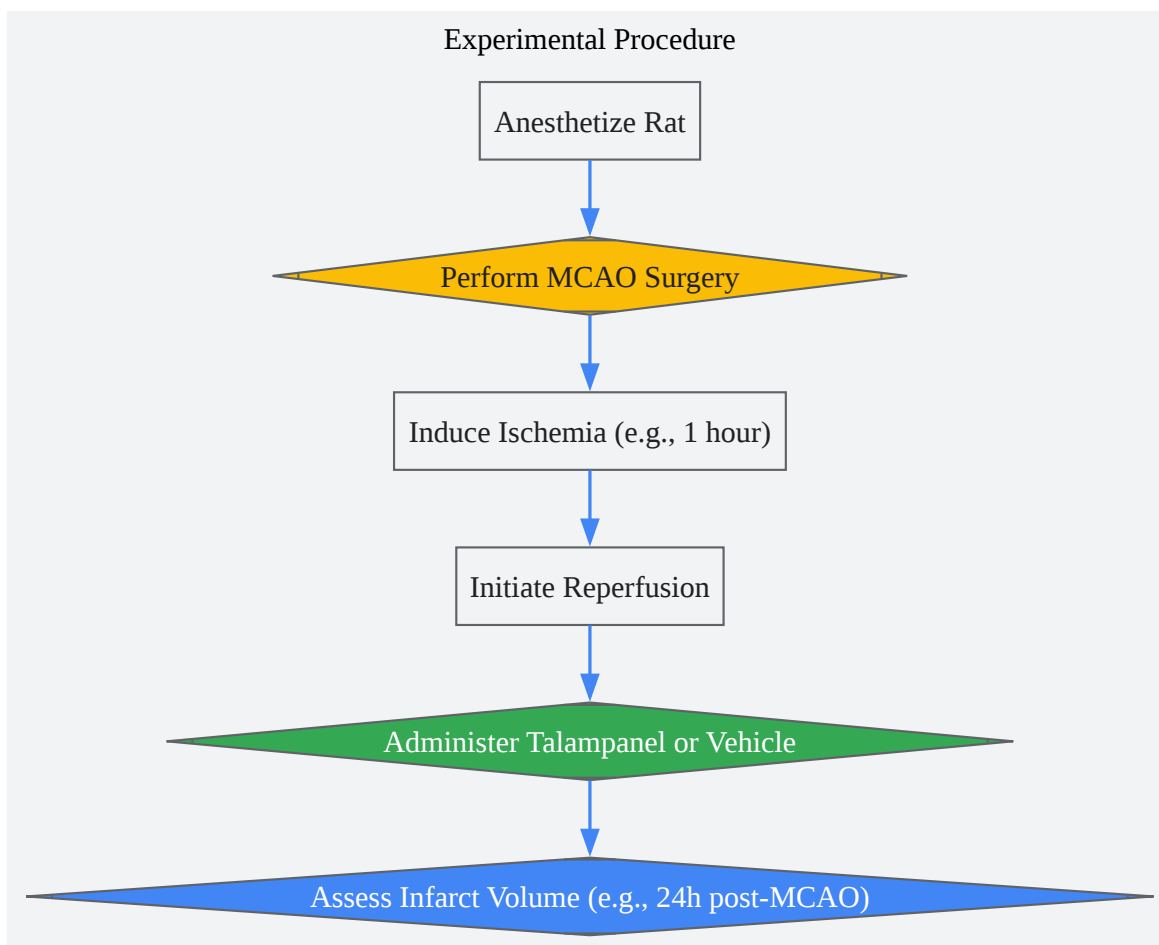 Experimental Procedure
Anesthetize Rat
Perform MCAO Surgery
Induce Ischemia (e.g., 1 hour)
Initiate Reperfusion
Administer Talampanel or Vehicle
Assess Infarct Volume (e.g., 24h post-MCAO)